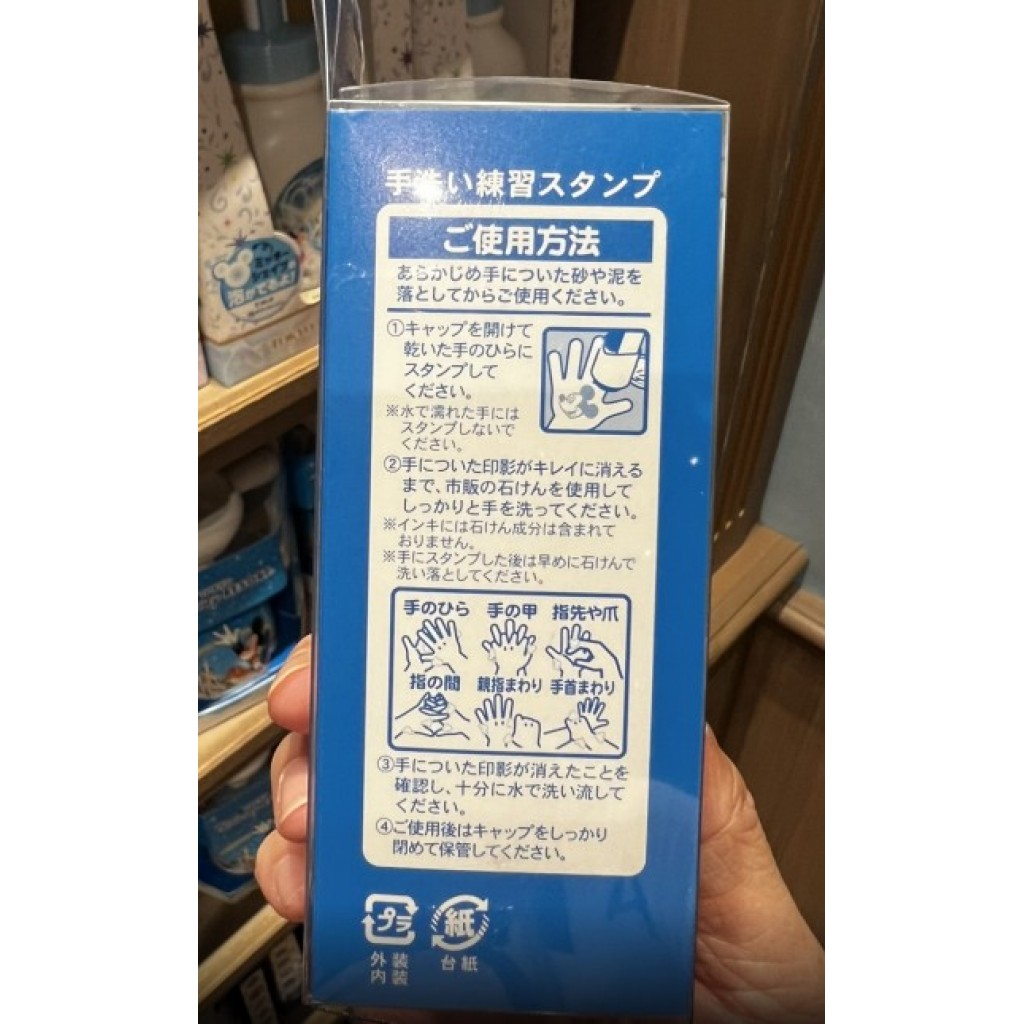 手洗い練習スタンプ
ご使用方法
あらかじめ手についた砂や泥を
落としてからご使用ください。
①キャップを開けて
乾いた手のひらに
スタンプして
ください。
※水で濡れた手には
スタンプしないで
ください。
②手についた印影がキレイに消える
まで、市販の石けんを使用して
しっかりと手を洗ってください。
※インキには石けん成分は含まれて
おりません。
※手にスタンプした後は早めに石けんで
洗い落としてください。
手のひら 手の甲 指先や爪
指の間 親指まわり 手首まわり
③手についた印影が消えたことを
確認し、十分に水で洗い流して
ください。
④ご使用後はキャップをしっかり
閉めて保管してください。
プラ 紙
外装 台紙
内装
ミッキー
シェイプの
泡がでるよ!